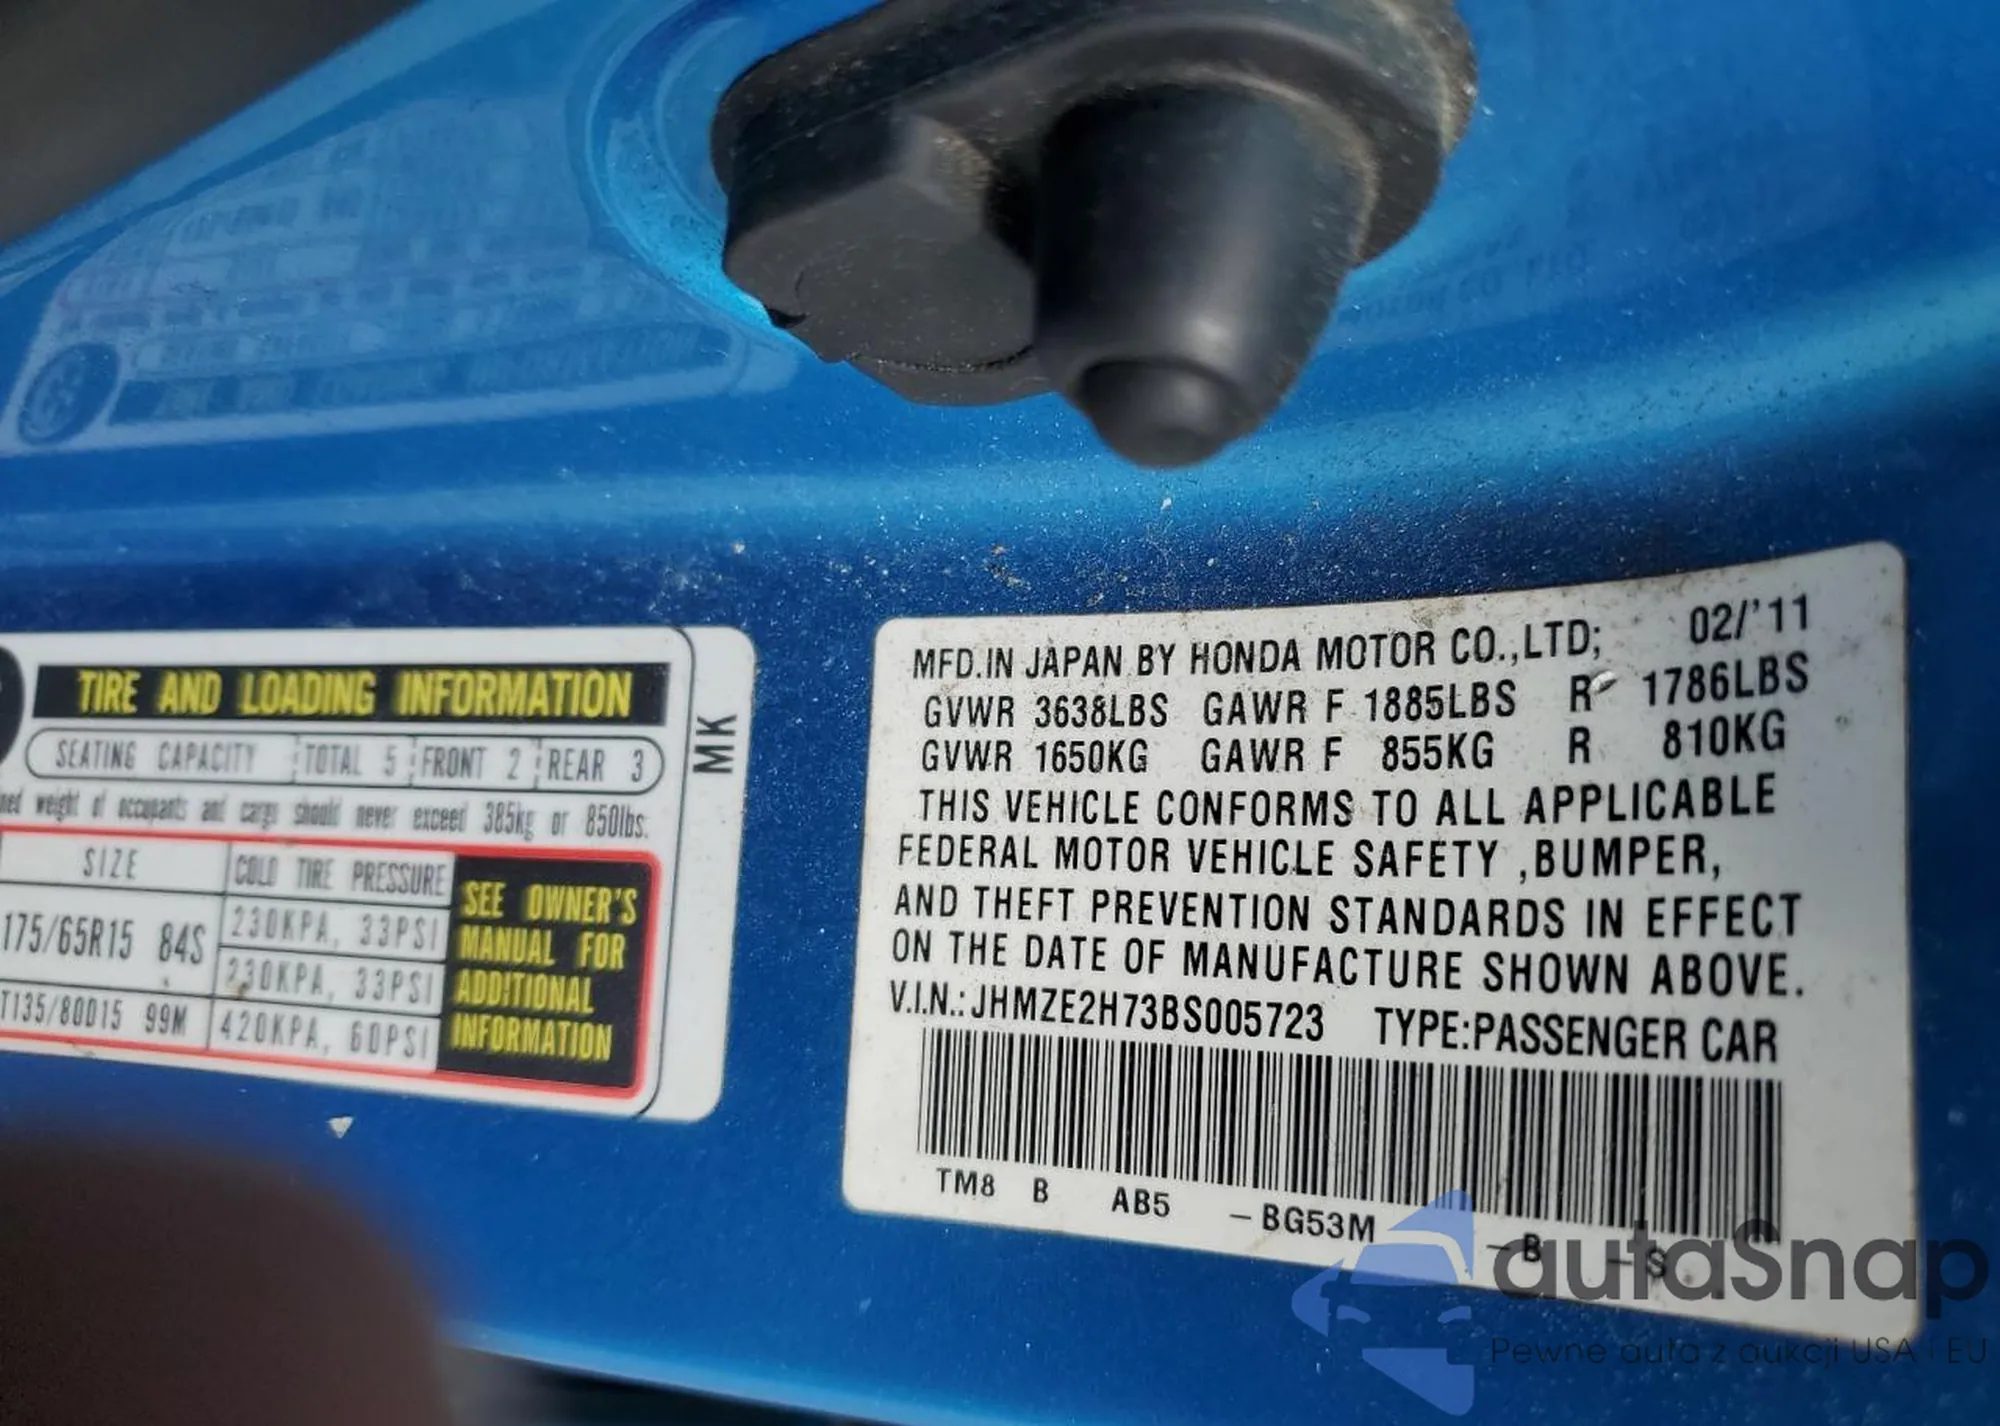 TIRE AND LOADING INFORMATION
SEATING CAPACITY TOTAL 5 FRONT 2 REAR 3
weight of occupants and cargo should never exceed 385kg or 850lbs.
SIZE COLD TIRE PRESSURE
175/65R15 84S 230KPA, 33PSI
230KPA, 33PSI
T135/80D15 99M 420KPA, 60PSI
SEE OWNER'S
MANUAL FOR
ADDITIONAL
INFORMATION
MK
MFD.IN JAPAN BY HONDA MOTOR CO.,LTD; 02/'11
GVWR 3638LBS GAWR F 1885LBS R 1786LBS
GVWR 1650KG GAWR F 855KG R 810KG
THIS VEHICLE CONFORMS TO ALL APPLICABLE
FEDERAL MOTOR VEHICLE SAFETY ,BUMPER,
AND THEFT PREVENTION STANDARDS IN EFFECT
ON THE DATE OF MANUFACTURE SHOWN ABOVE.
V.I.N.: JHMZE2H73BS005723 TYPE:PASSENGER CAR
TM8 B AB5 -BG53M -B -S
autaSnap
Pewne auta z aukcji USA i EU